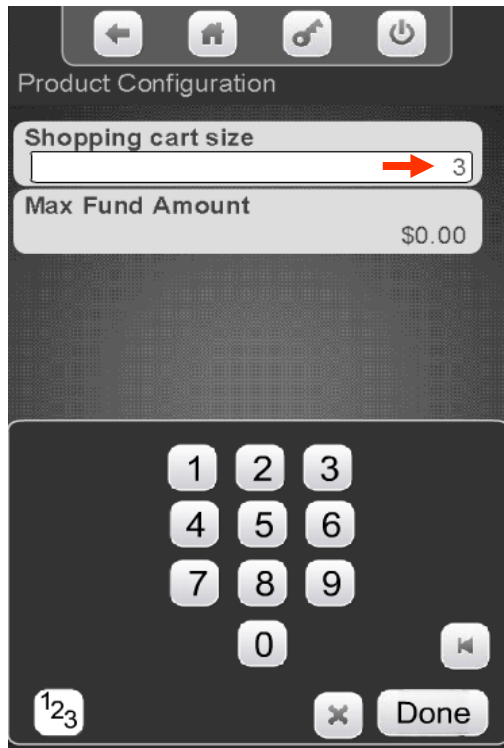 Product Configuration
Shopping cart size
3
Max Fund Amount
$0.00
1 2 3
4 5 6
7 8 9
0
123 Done